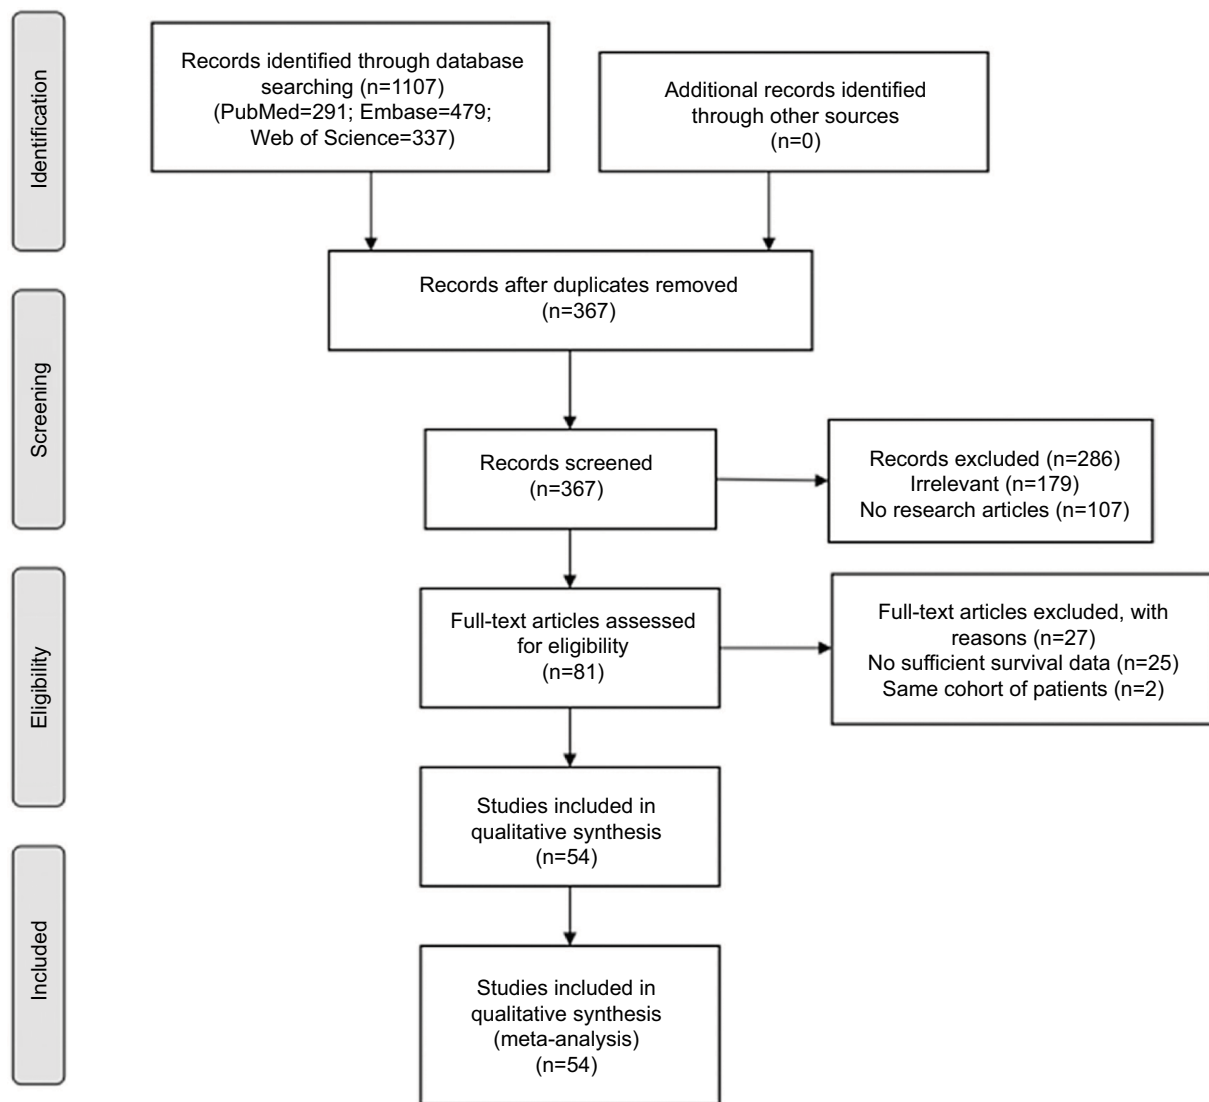 Identification
Records identified through database
searching (n=1107)
(PubMed=291; Embase=479;
Web of Science=337)
Additional records identified
through other sources
(n=0)
Records after duplicates removed
(n=367)
Screening
Records screened
(n=367)
Records excluded (n=286)
Irrelevant (n=179)
No research articles (n=107)
Eligibility
Full-text articles assessed
for eligibility
(n=81)
Full-text articles excluded, with
reasons (n=27)
No sufficient survival data (n=25)
Same cohort of patients (n=2)
Studies included in
qualitative synthesis
(n=54)
Included
Studies included in
qualitative synthesis
(meta-analysis)
(n=54)